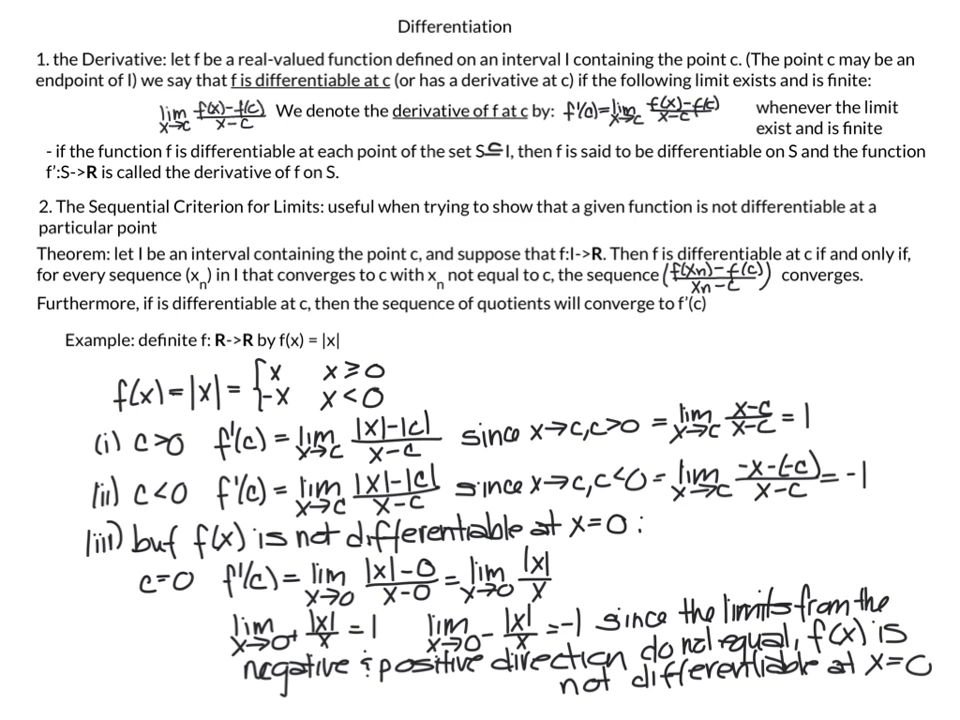 Differentiation
1. the Derivative: let f be a real-valued function defined on an interval I containing the point c. (The point c may be an
endpoint of I) we say that f is differentiable at c (or has a derivative at c) if the following limit exists and is finite:
lim x→c f(x)-f(c)/x-c We denote the derivative of f at c by: f'(c)=lim x→c f(x)-f(c)/x-c whenever the limit
exist and is finite
- if the function f is differentiable at each point of the set S⊆I, then f is said to be differentiable on S and the function
f':S->R is called the derivative of f on S.
2. The Sequential Criterion for Limits: useful when trying to show that a given function is not differentiable at a
particular point
Theorem: let I be an interval containing the point c, and suppose that f:I->R. Then f is differentiable at c if and only if,
for every sequence (xₙ) in I that converges to c with xₙ not equal to c, the sequence (f(xn)-f(c)/xn-c) converges.
Furthermore, if is differentiable at c, then the sequence of quotients will converge to f'(c)
Example: definite f: R->R by f(x) = |x|
f(x)=|x|= { x x≥0
-x x<0
(i) c>0 f'(c) = lim x→c |x|-|c|/x-c since x→c,c>0 = lim x→c x-c/x-c = 1
(ii) c<0 f'(c) = lim x→c |x|-|c|/x-c since x→c,c<0 = lim x→c -x-(-c)/x-c = -1
(iii) but f(x) is not differentiable at x=0:
c=0 f'(c)= lim x→0 |x|-0/x-0 = lim x→0 |x|/x
lim x→0+ |x|/x = 1 lim x→0- |x|/x = -1 since the limits from the
negative & positive direction do not equal, f(x) is
not differentiable at x=0